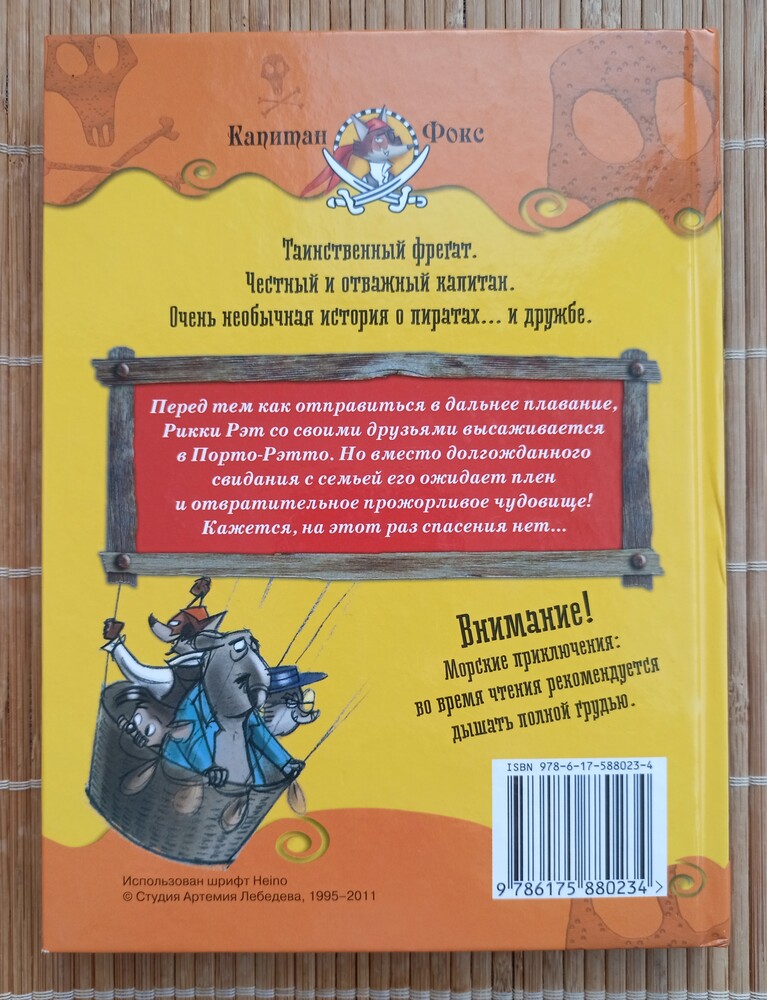 Капитан Фокс
Таинственный фрегат.
Честный и отважный капитан.
Очень необычная история о пиратах... и дружбе.
Перед тем как отправиться в дальнее плавание,
Рикки Рэт со своими друзьями высаживается
в Порто-Рэтто. Но вместо долгожданного
свидания с семьей его ожидает плен
и отвратительное прожорливое чудовище!
Кажется, на этот раз спасения нет...
Внимание!
Морские приключения:
во время чтения рекомендуется
дышать полной грудью.
ISBN 978-6-17-588023-4
9 786175 880234
Использован шрифт Heino
© Студия Артемия Лебедева, 1995–2011